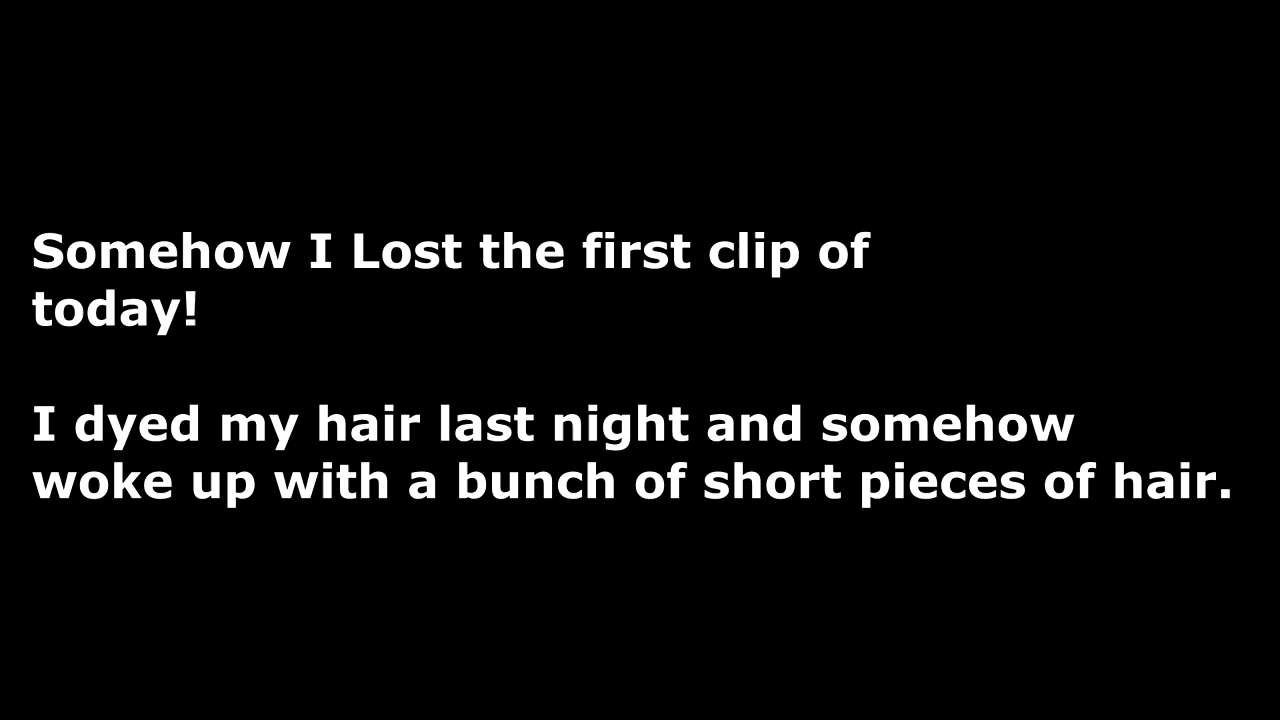 Somehow I Lost the first clip of
today!
I dyed my hair last night and somehow
woke up with a bunch of short pieces of hair.